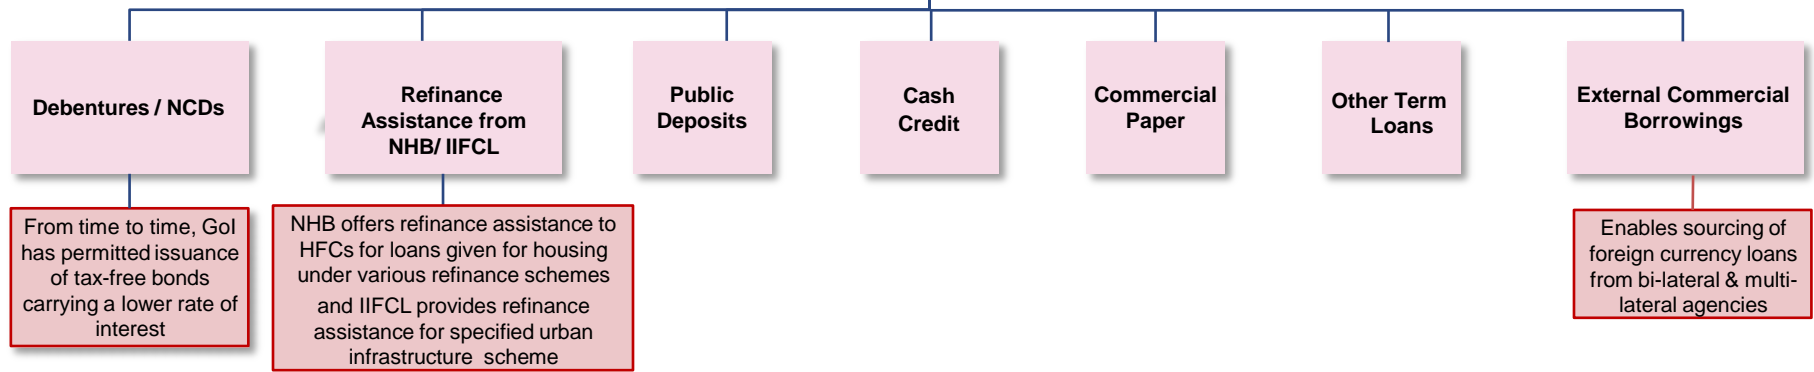 Debentures / NCDs
Refinance
Assistance from
NHB/ IIFCL
Public
Deposits
Cash
Credit
Commercial
Paper
Other Term
Loans
External Commercial
Borrowings
From time to time, GoI
has permitted issuance
of tax-free bonds
carrying a lower rate of
interest
NHB offers refinance assistance to
HFCs for loans given for housing
under various refinance schemes
and IIFCL provides refinance
assistance for specified urban
infrastructure scheme
Enables sourcing of
foreign currency loans
from bi-lateral & multi-
lateral agencies